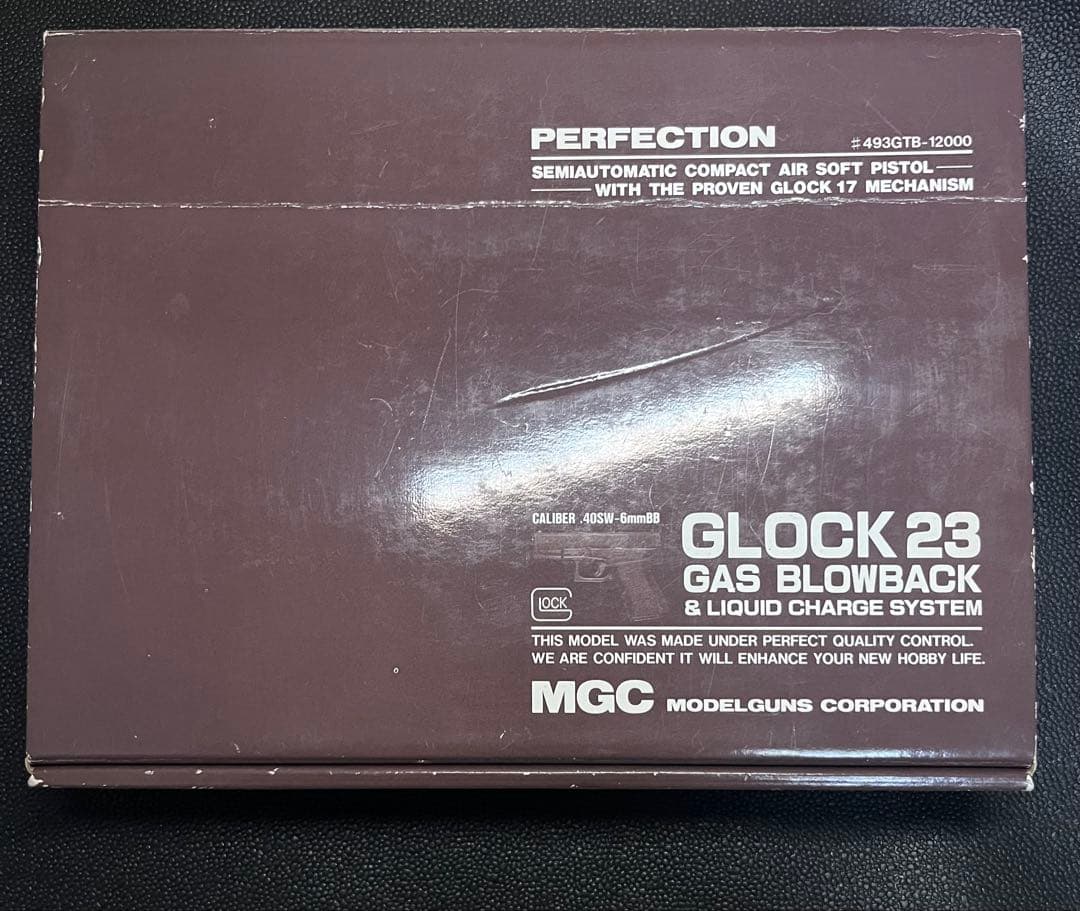 PERFECTION #493GTB-12000
SEMIAUTOMATIC COMPACT AIR SOFT PISTOL
WITH THE PROVEN GLOCK 17 MECHANISM
CALIBER .40SW-6mmBB
GLOCK 23
GAS BLOWBACK
& LIQUID CHARGE SYSTEM
GLOCK
THIS MODEL WAS MADE UNDER PERFECT QUALITY CONTROL.
WE ARE CONFIDENT IT WILL ENHANCE YOUR NEW HOBBY LIFE.
MGC MODELGUNS CORPORATION